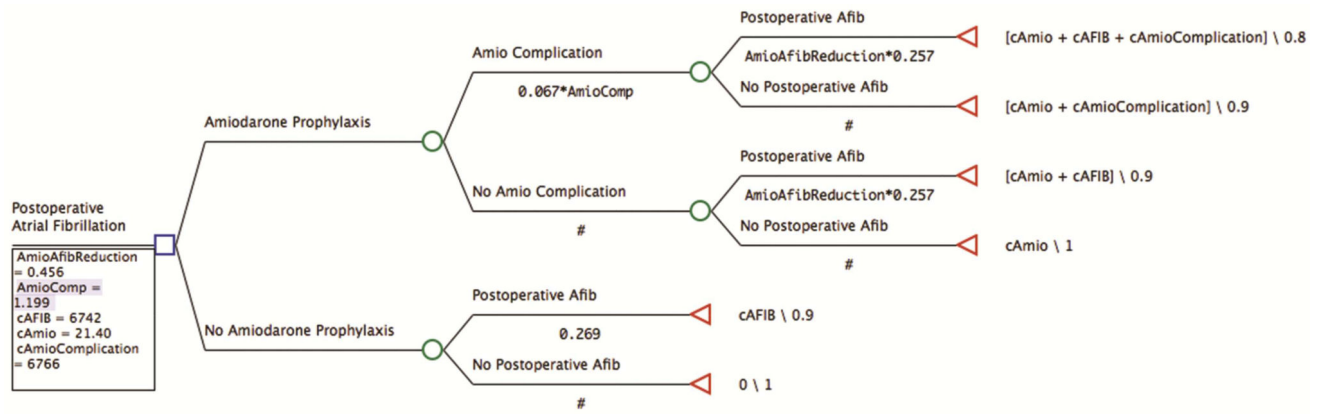 Postoperative Afib
[cAmio + cAFIB + cAmioComplication] \ 0.8
Amio Complication
AmioAfibReduction*0.257
0.067*AmioComp
No Postoperative Afib
[cAmio + cAmioComplication] \ 0.9
#
Amiodarone Prophylaxis
Postoperative Afib
[cAmio + cAFIB] \ 0.9
No Amio Complication
AmioAfibReduction*0.257
#
No Postoperative Afib
cAmio \ 1
#
Postoperative
Atrial Fibrillation
AmioAfibReduction
= 0.456
AmioComp =
1.199
cAFIB = 6742
cAmio = 21.40
cAmioComplication
= 6766
Postoperative Afib
cAFIB \ 0.9
0.269
No Amiodarone Prophylaxis
No Postoperative Afib
0 \ 1
#